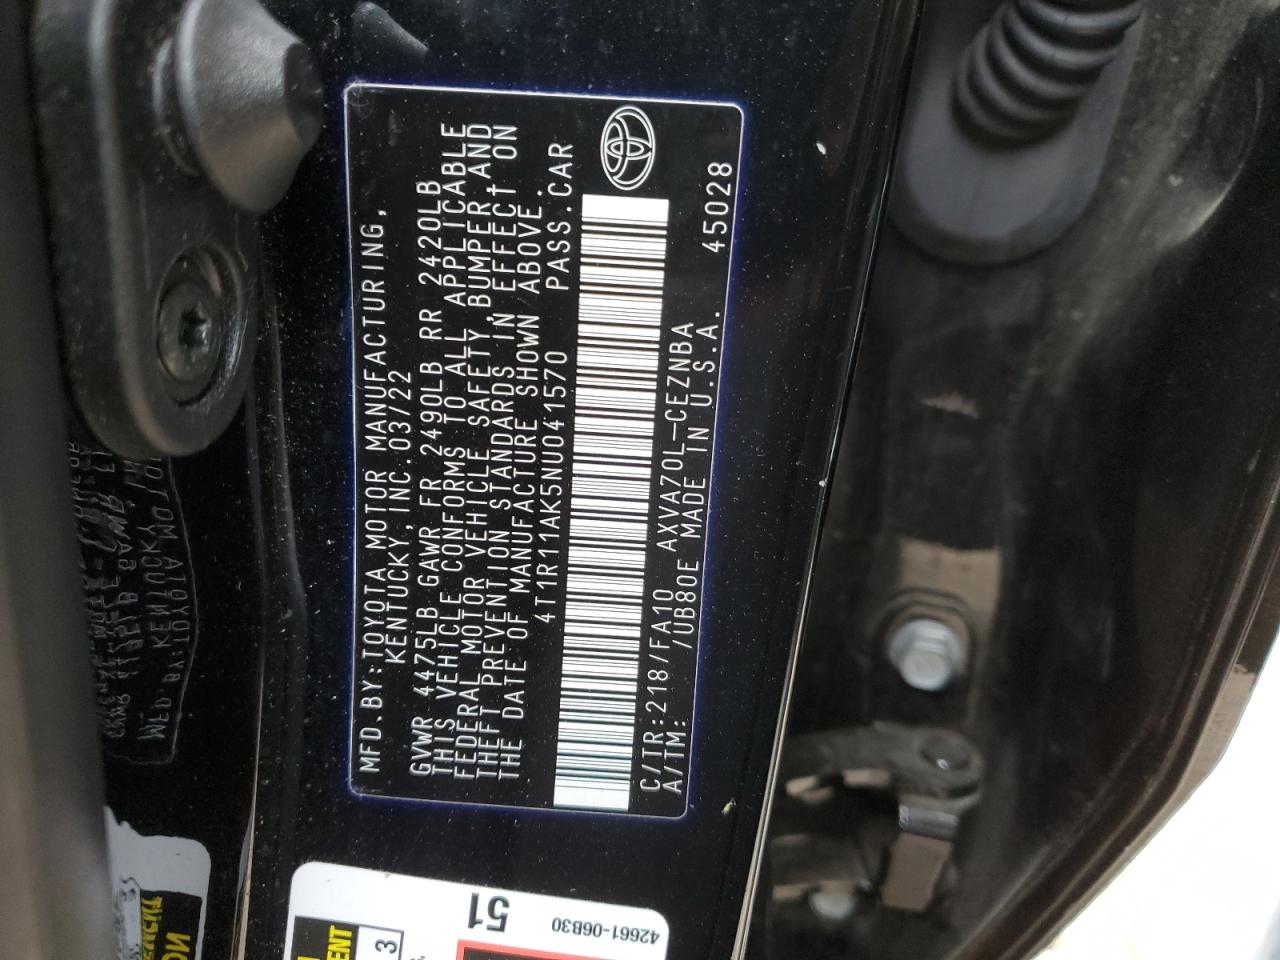 MFD.BY:TOYOTA MOTOR MANUFACTURING,
KENTUCKY, INC. 03/22
GVWR 4475LB GAWR FR 2490LB RR 2420LB
THIS VEHICLE CONFORMS TO ALL APPLICABLE
FEDERAL MOTOR VEHICLE SAFETY, BUMPER, AND
THEFT PREVENTION STANDARDS IN EFFECT ON
THE DATE OF MANUFACTURE SHOWN ABOVE.
4T1R11AK5NU041570 PASS.CAR
C/TR:218/FA10 AXVA70L-CEZNBA
A/TM: /UB80E MADE IN U.S.A. 45028
51
42661-06B30
3